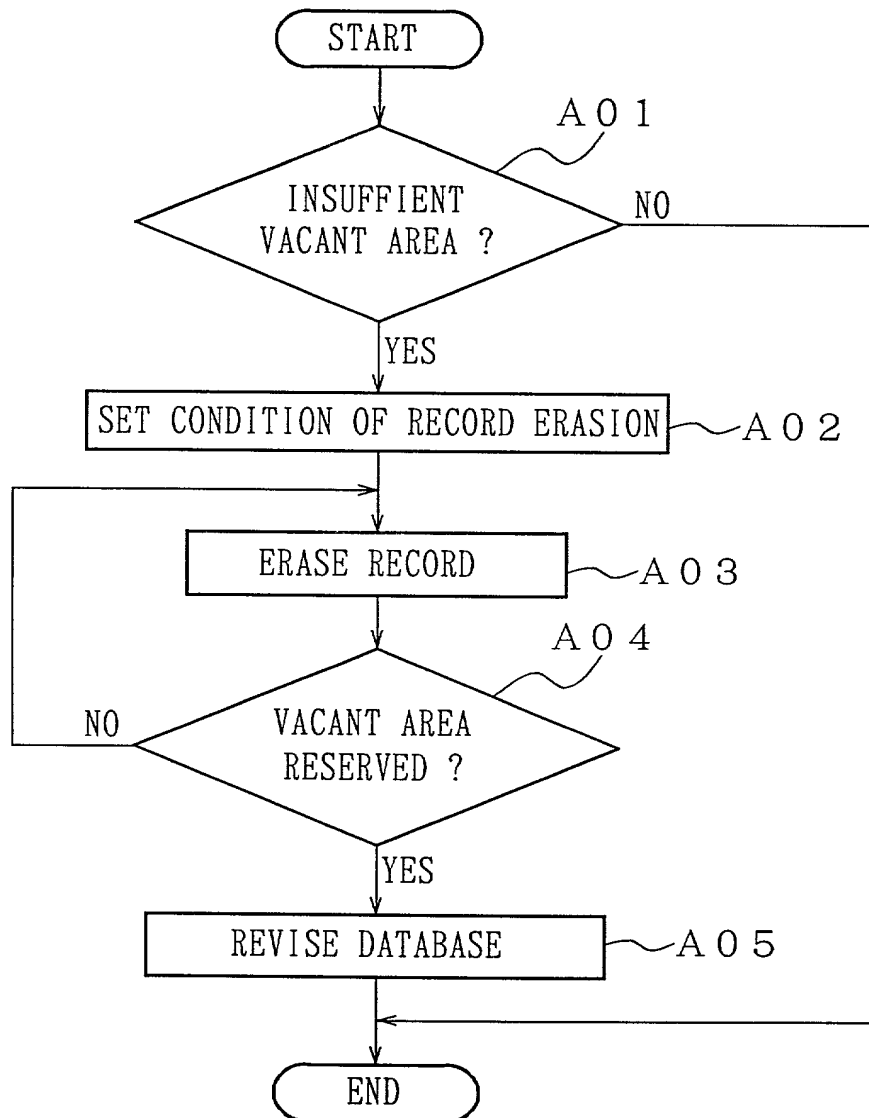 START
A01
INSUFFIENT
VACANT AREA ?
NO
YES
SET CONDITION OF RECORD ERASION
A02
ERASE RECORD
A03
A04
NO
VACANT AREA
RESERVED ?
YES
REVISE DATABASE
A05
END